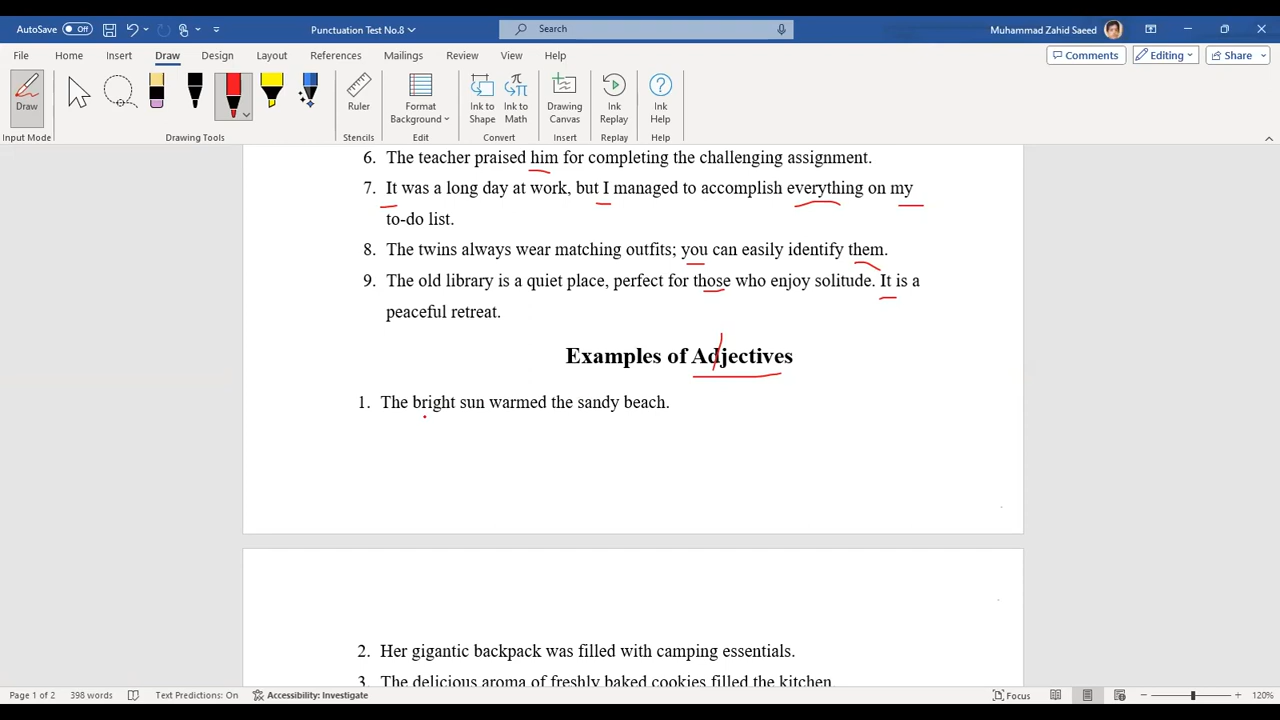 AutoSave Off
Punctuation Test No.8
Search
Muhammad Zahid Saeed
File Home Insert Draw Design Layout References Mailings Review View Help
Comments Editing Share
Draw
Ruler
Format Background
Ink to Shape
Ink to Math
Drawing Canvas
Ink Replay
Ink Help
Input Mode Drawing Tools Stencils Edit Convert Insert Replay Help
6. The teacher praised him for completing the challenging assignment.
7. It was a long day at work, but I managed to accomplish everything on my
to-do list.
8. The twins always wear matching outfits; you can easily identify them.
9. The old library is a quiet place, perfect for those who enjoy solitude. It is a
peaceful retreat.
Examples of Adjectives
1. The bright sun warmed the sandy beach.
2. Her gigantic backpack was filled with camping essentials.
3. The delicious aroma of freshly baked cookies filled the kitchen
Page 1 of 2 398 words Text Predictions: On Accessibility: Investigate Focus 120%